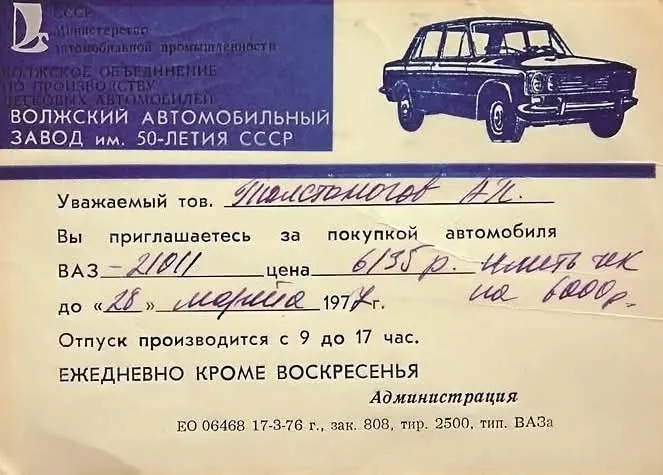 СССР
Министерство
автомобильной промышленности
ВОЛЖСКОЕ ОБЪЕДИНЕНИЕ
ПО ПРОИЗВОДСТВУ
ЛЕГКОВЫХ АВТОМОБИЛЕЙ
ВОЛЖСКИЙ АВТОМОБИЛЬНЫЙ
ЗАВОД им. 50-ЛЕТИЯ СССР
Уважаемый тов. Толстоногов А.П.
Вы приглашаетесь за покупкой автомобиля
ВАЗ -21011 цена 6135 р. иметь чек
до «28» марта 1977 г. на 6000р.
Отпуск производится с 9 до 17 час.
ЕЖЕДНЕВНО КРОМЕ ВОСКРЕСЕНЬЯ
Администрация
ЕО 06468 17-3-76 г., зак. 808, тир. 2500, тип. ВАЗа